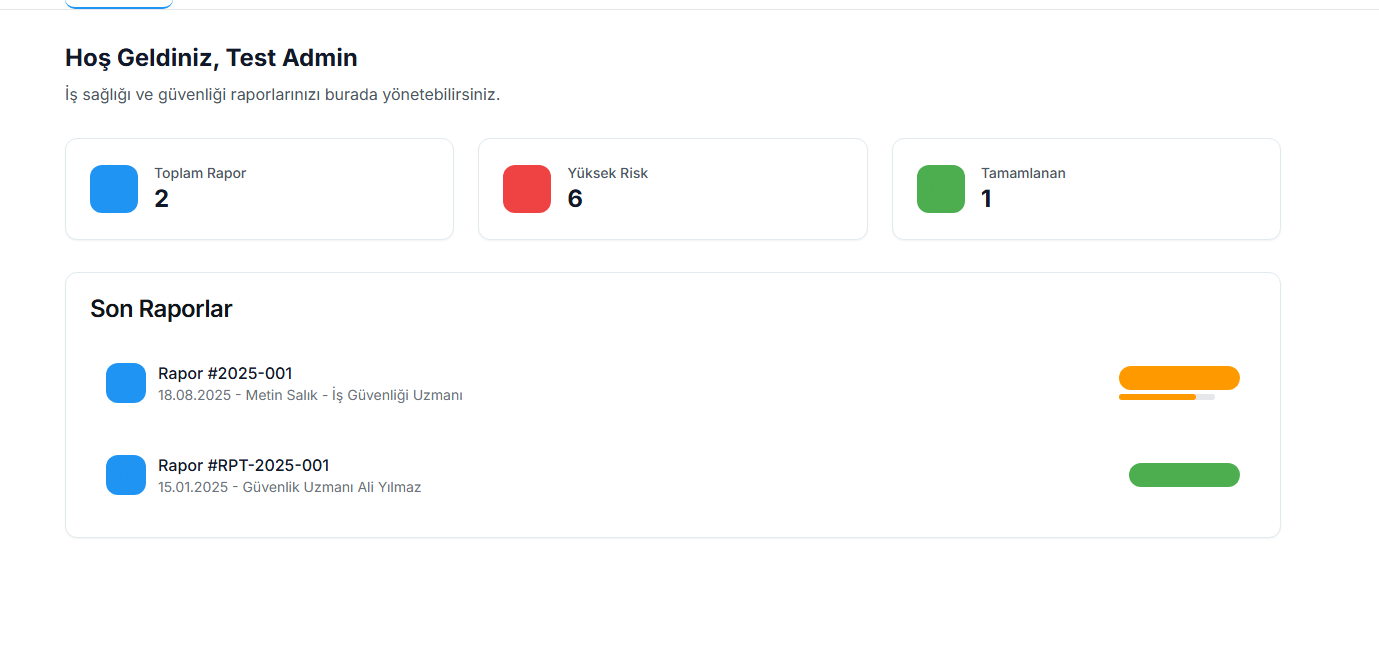 Hoş Geldiniz, Test Admin
İş sağlığı ve güvenliği raporlarınızı burada yönetebilirsiniz.
Toplam Rapor
2
Yüksek Risk
6
Tamamlanan
1
Son Raporlar
Rapor #2025-001
18.08.2025 - Metin Salık - İş Güvenliği Uzmanı
Rapor #RPT-2025-001
15.01.2025 - Güvenlik Uzmanı Ali Yılmaz